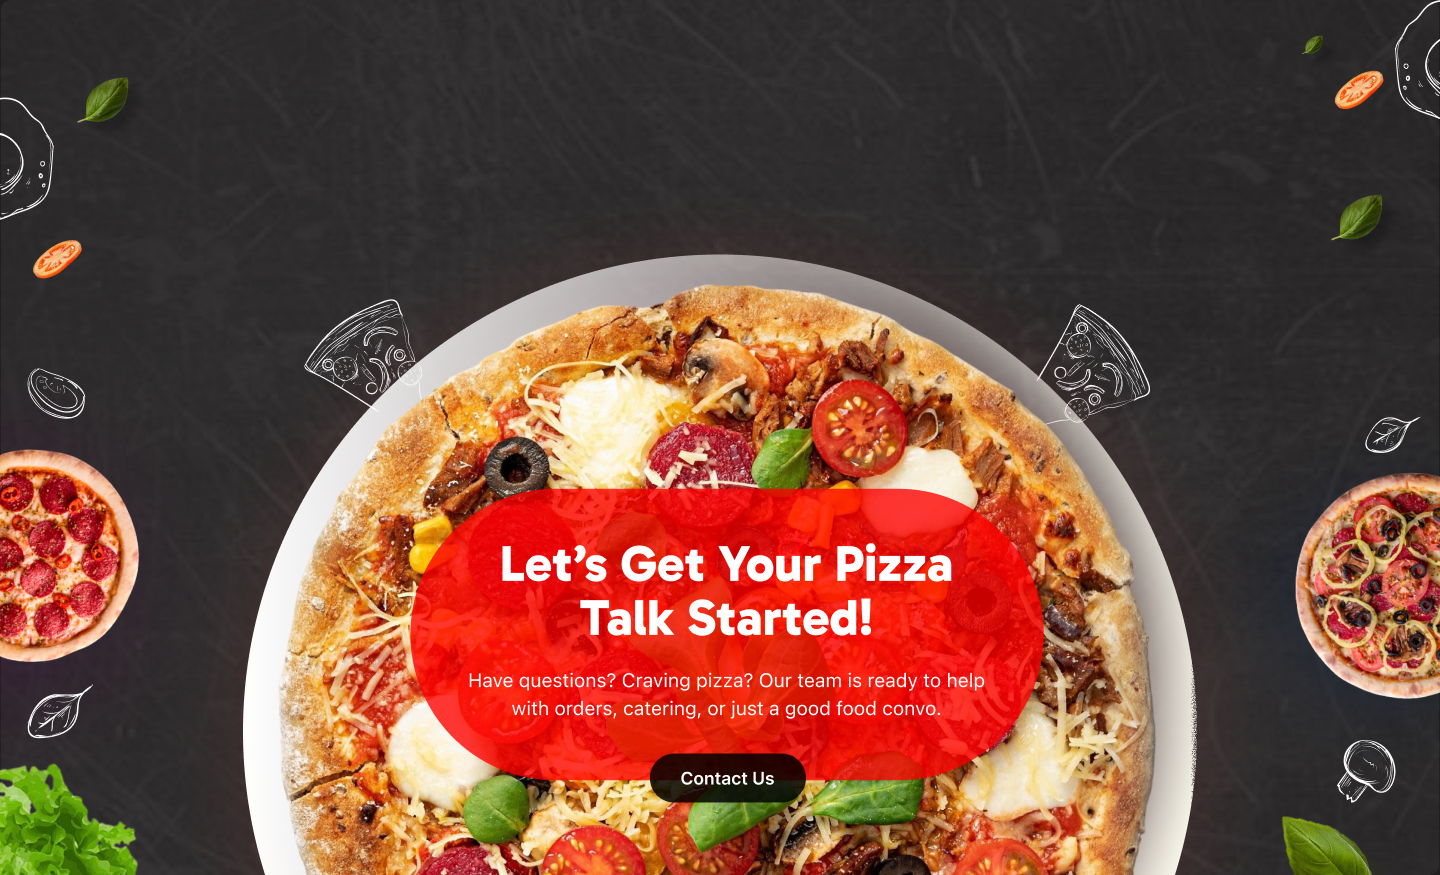 Let’s Get Your Pizza
Talk Started!
Have questions? Craving pizza? Our team is ready to help
with orders, catering, or just a good food convo.
Contact Us